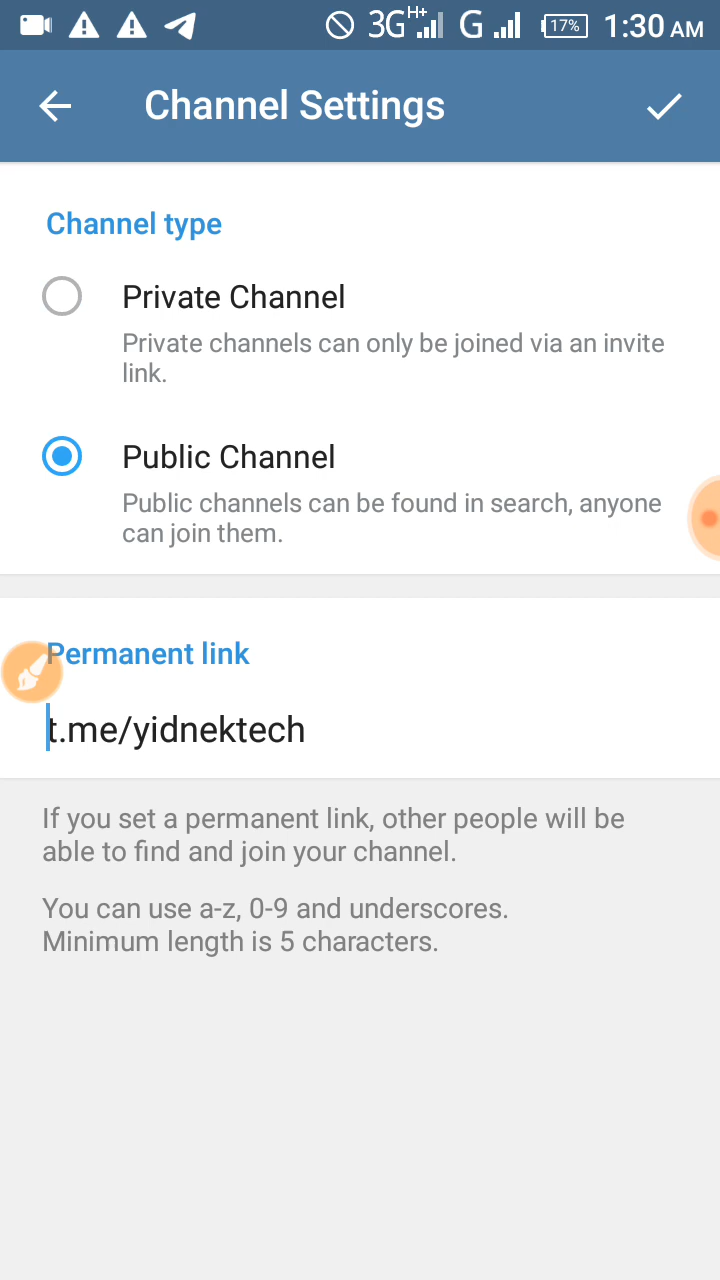 3G H+ G 17% 1:30 AM
Channel Settings
Channel type
Private Channel
Private channels can only be joined via an invite
link.
Public Channel
Public channels can be found in search, anyone
can join them.
Permanent link
t.me/yidnektech
If you set a permanent link, other people will be
able to find and join your channel.
You can use a-z, 0-9 and underscores.
Minimum length is 5 characters.